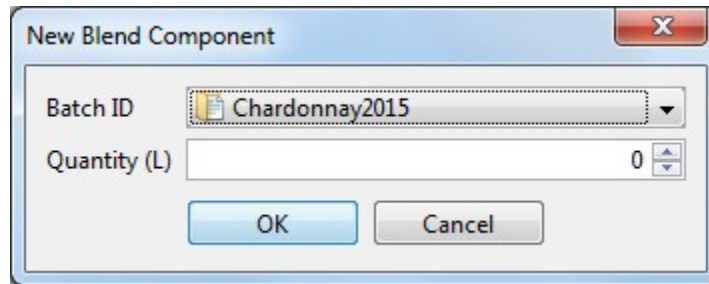 New Blend Component
Batch ID Chardonnay2015
Quantity (L) 0
OK Cancel